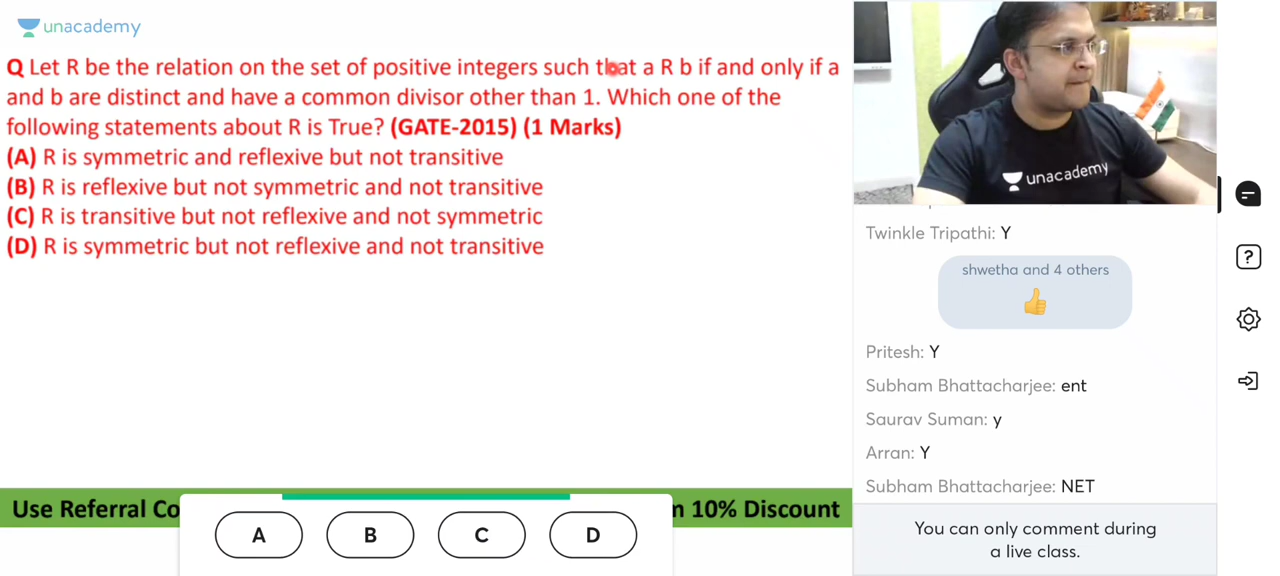 unacademy
Q Let R be the relation on the set of positive integers such that a R b if and only if a
and b are distinct and have a common divisor other than 1. Which one of the
following statements about R is True? (GATE-2015) (1 Marks)
(A) R is symmetric and reflexive but not transitive
(B) R is reflexive but not symmetric and not transitive
(C) R is transitive but not reflexive and not symmetric
(D) R is symmetric but not reflexive and not transitive
Use Referral Co
10% Discount
A B C D
unacademy
Twinkle Tripathi: Y
shwetha and 4 others
Pritesh: Y
Subham Bhattacharjee: ent
Saurav Suman: y
Arran: Y
Subham Bhattacharjee: NET
You can only comment during
a live class.
?